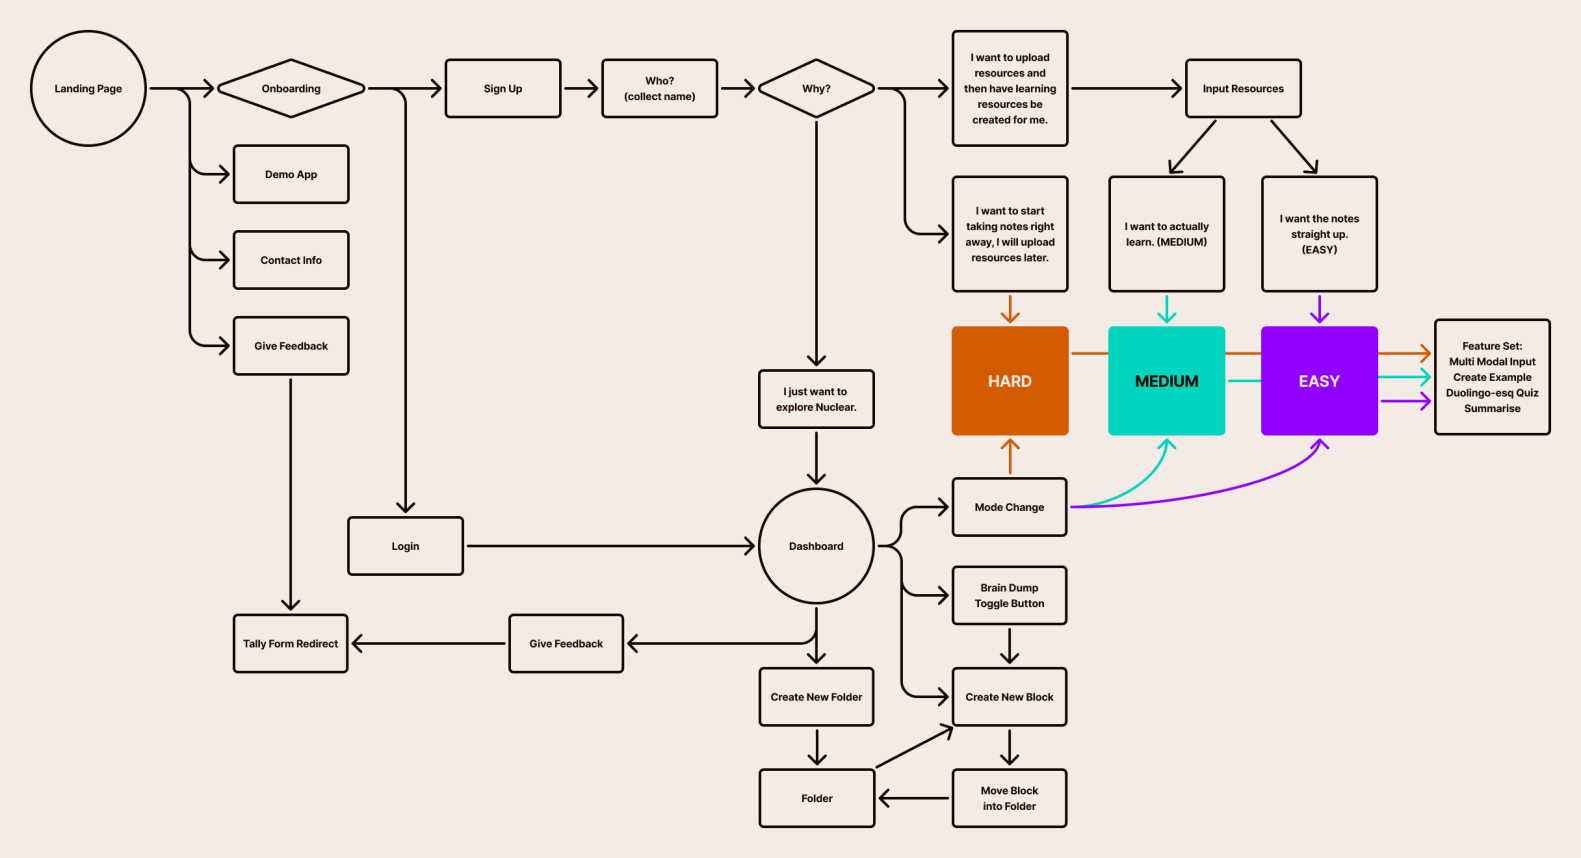 Landing Page
Onboarding
Sign Up
Who?
(collect name)
Why?
I want to upload
resources and
then have learning
resources be
created for me.
Input Resources
Demo App
Contact Info
Give Feedback
I want to start
taking notes right
away, I will upload
resources later.
I want to actually
learn. (MEDIUM)
I want the notes
straight up.
(EASY)
I just want to
explore Nuclear.
HARD
MEDIUM
EASY
Feature Set:
Multi Modal Input
Create Example
Duolingo-esq Quiz
Summarise
Login
Dashboard
Mode Change
Brain Dump
Toggle Button
Tally Form Redirect
Give Feedback
Create New Folder
Create New Block
Folder
Move Block
into Folder